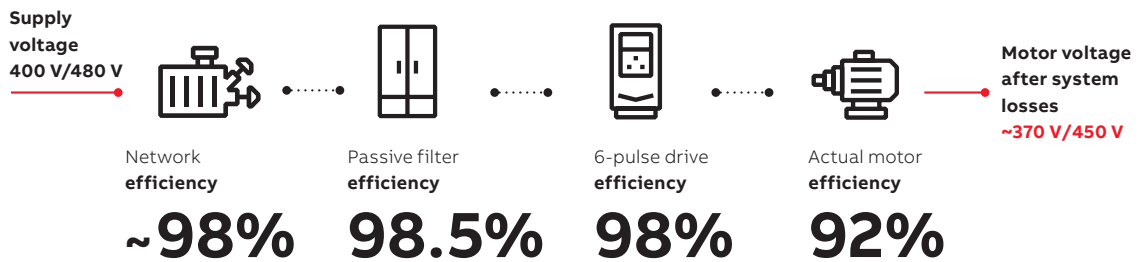 Supply
voltage
400 V/480 V
Motor voltage
after system
losses
~370 V/450 V
Network
efficiency
~98%
Passive filter
efficiency
98.5%
6-pulse drive
efficiency
98%
Actual motor
efficiency
92%